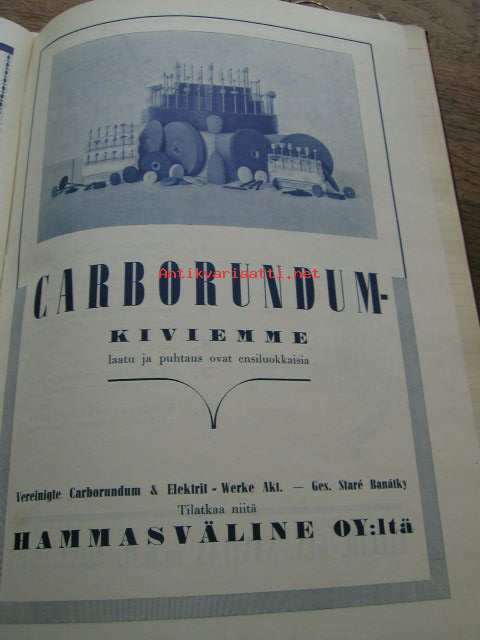 Antikvariaatti.net
CARBORUNDUM-
KIVIEMME
laatu ja puhtaus ovat ensiluokkaisia
Vereinigte Carborundum & Elektrit - Werke Akt. — Ges. Staré Banátky
Tilatkaa niitä
HAMMASVÄLINE OY:ltä